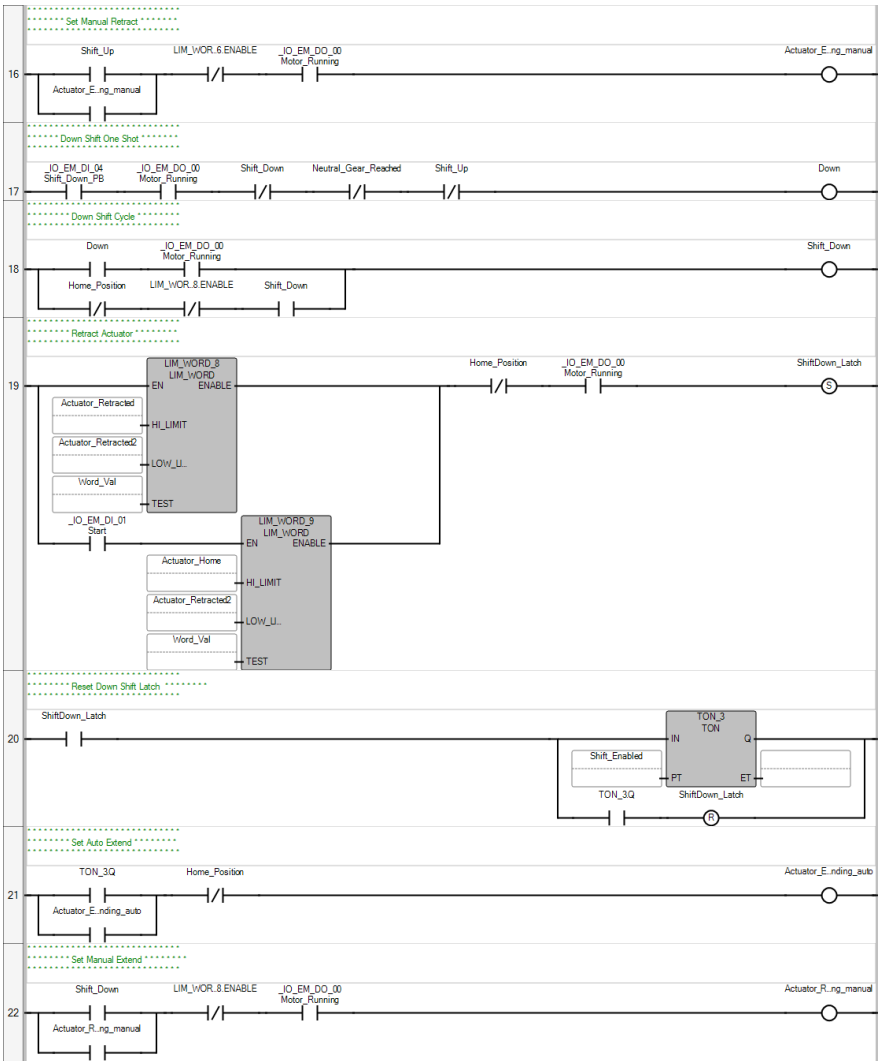 * * * * * * * * * * * * * * * * * * * * * *
* * * * * * Set Manual Retract * * * * * * *
* * * * * * * * * * * * * * * * * * * * * *
Shift_Up
LIM_WOR..6.ENABLE
_IO_EM_DO_00
Motor_Running
Actuator_E..ng_manual
16
Actuator_E..ng_manual
* * * * * * * * * * * * * * * * * * * * * *
* * * * * * Down Shift One Shot * * * * * * *
* * * * * * * * * * * * * * * * * * * * * *
_IO_EM_DI_04
Shift_Down_PB
_IO_EM_DO_00
Motor_Running
Shift_Down
Neutral_Gear_Reached
Shift_Up
Down
17
* * * * * * * * * * * * * * * * * * * * * *
* * * * * * * Down Shift Cycle * * * * * * *
* * * * * * * * * * * * * * * * * * * * * *
Down
_IO_EM_DO_00
Motor_Running
Shift_Down
18
Home_Position
LIM_WOR..8.ENABLE
Shift_Down
* * * * * * * * * * * * * * * * * * * * * *
* * * * * * * Retract Actuator * * * * * * *
* * * * * * * * * * * * * * * * * * * * * *
LIM_WORD_8
LIM_WORD
EN ENABLE
Home_Position
_IO_EM_DO_00
Motor_Running
ShiftDown_Latch
19
S
Actuator_Retracted
HI_LIMIT
Actuator_Retracted2
LOW_LI..
Word_Val
TEST
_IO_EM_DI_01
Start
LIM_WORD_9
LIM_WORD
EN ENABLE
Actuator_Home
HI_LIMIT
Actuator_Retracted2
LOW_LI..
Word_Val
TEST
* * * * * * * * * * * * * * * * * * * * * *
* * * * * * * Reset Down Shift Latch * * * * * * * *
* * * * * * * * * * * * * * * * * * * * * *
ShiftDown_Latch
TON_3
TON
20
IN Q
Shift_Enabled
PT ET
TON_3.Q
ShiftDown_Latch
R
* * * * * * * * * * * * * * * * * * * * * *
* * * * * * * Set Auto Extend * * * * * * *
* * * * * * * * * * * * * * * * * * * * * *
TON_3.Q
Home_Position
Actuator_E..nding_auto
21
Actuator_E..nding_auto
* * * * * * * * * * * * * * * * * * * * * *
* * * * * * * Set Manual Extend * * * * * * * *
* * * * * * * * * * * * * * * * * * * * * *
Shift_Down
LIM_WOR..8.ENABLE
_IO_EM_DO_00
Motor_Running
Actuator_R..ng_manual
22
Actuator_R..ng_manual